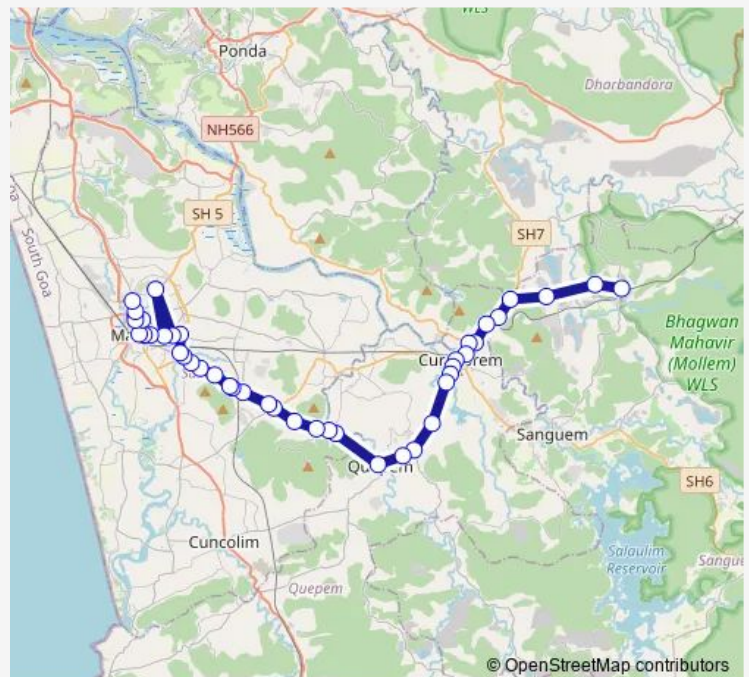 WLS
Ponda
Dharbandora
NH566
SH 5
SH7
South Goa
Bhagwan
Mahavir
(Mollem)
WLS
Sanguem
SH6
Cuncolim
Salaulim
Reservoir
Quepem
© OpenStreetMap contributors